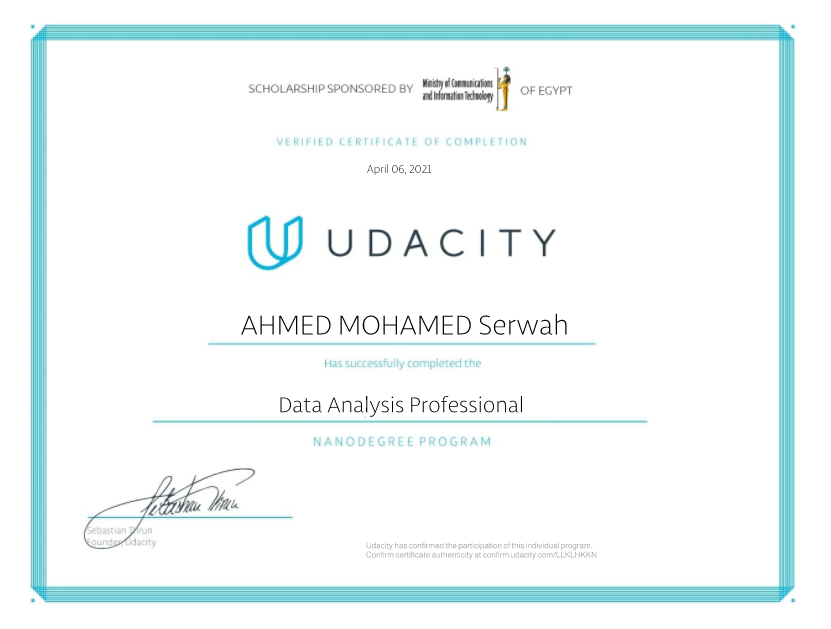 SCHOLARSHIP SPONSORED BY Ministry of Communications and Information Technology OF EGYPT
VERIFIED CERTIFICATE OF COMPLETION
April 06, 2021
UDACITY
AHMED MOHAMED Serwah
Has successfully completed the
Data Analysis Professional
NANODEGREE PROGRAM
Sebastian Thrun
Sebastian Thrun
Founder, Udacity
Udacity has confirmed the participation of this individual program.
Confirm certificate authenticity at confirm.udacity.com/LLKLHKKN